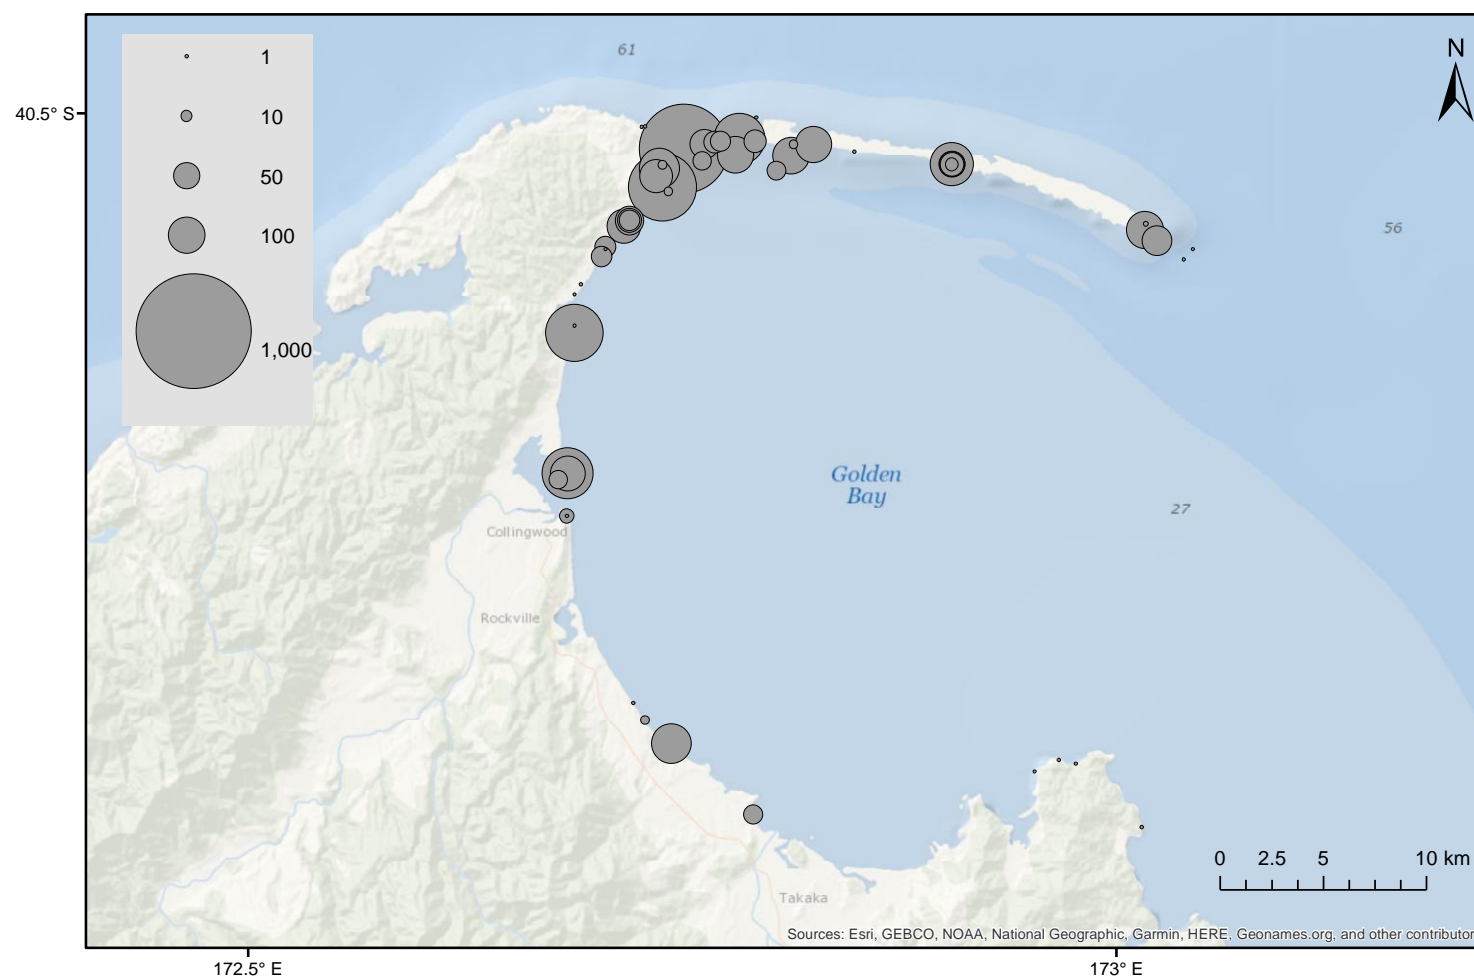 61
N
1
40.5° S
10
50
100
56
1,000
Golden
Bay
27
Collingwood
Rockville
0 2.5 5 10 km
Takaka
Sources: Esri, GEBCO, NOAA, National Geographic, Garmin, HERE, Geonames.org, and other contributor
172.5° E
173° E